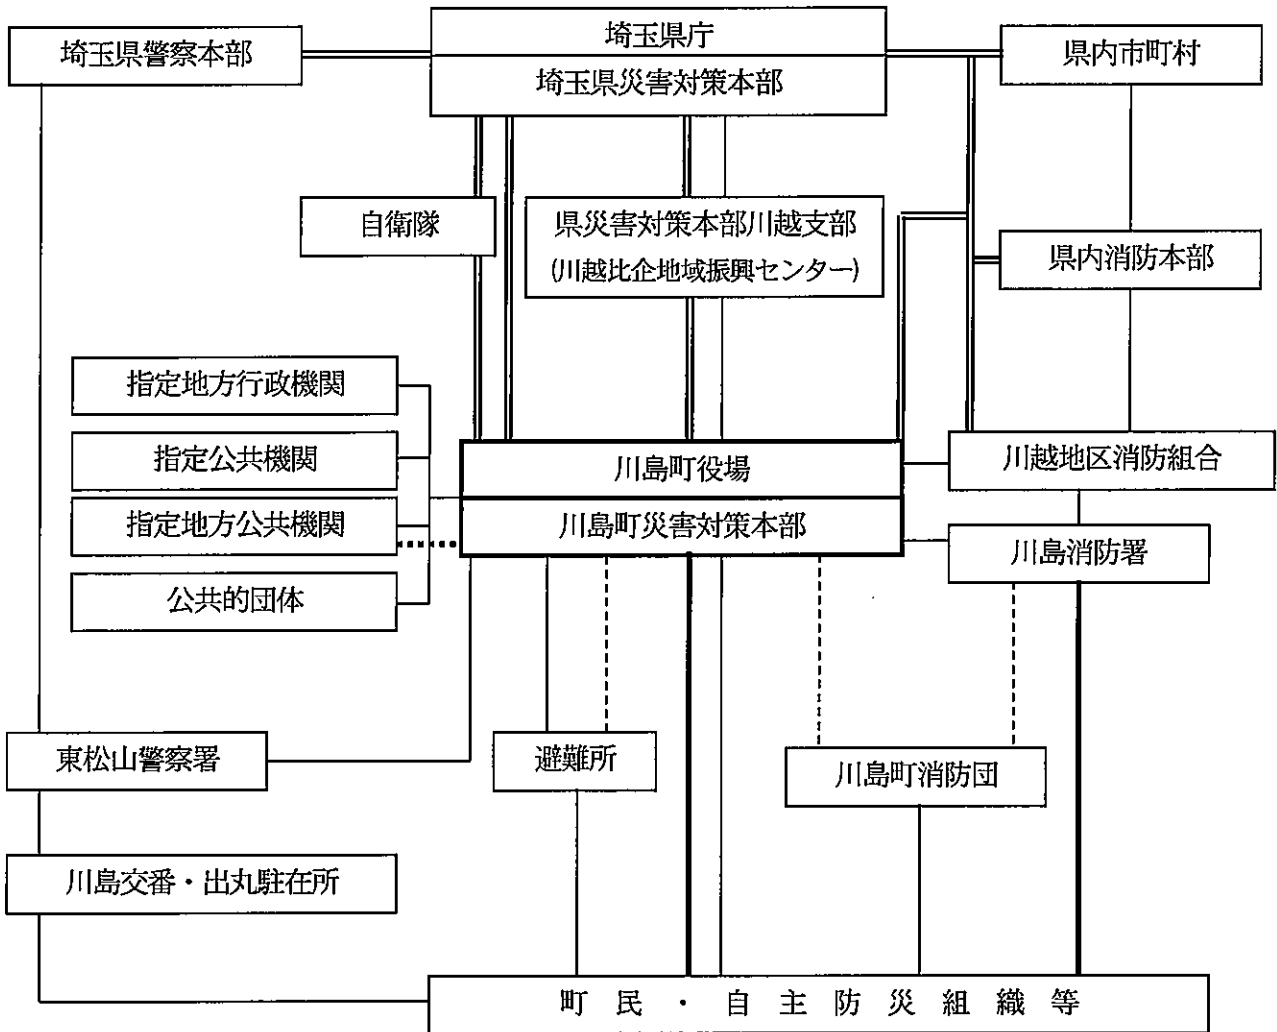 埼玉県警察本部
埼玉県庁
埼玉県災害対策本部
県内市町村
自衛隊
県災害対策本部川越支部
(川越比企地域振興センター)
県内消防本部
指定地方行政機関
指定公共機関
指定地方公共機関
公共的団体
川島町役場
川島町災害対策本部
川越地区消防組合
川島消防署
東松山警察署
避難所
川島町消防団
川島交番・出丸駐在所
町民・自主防災組織等